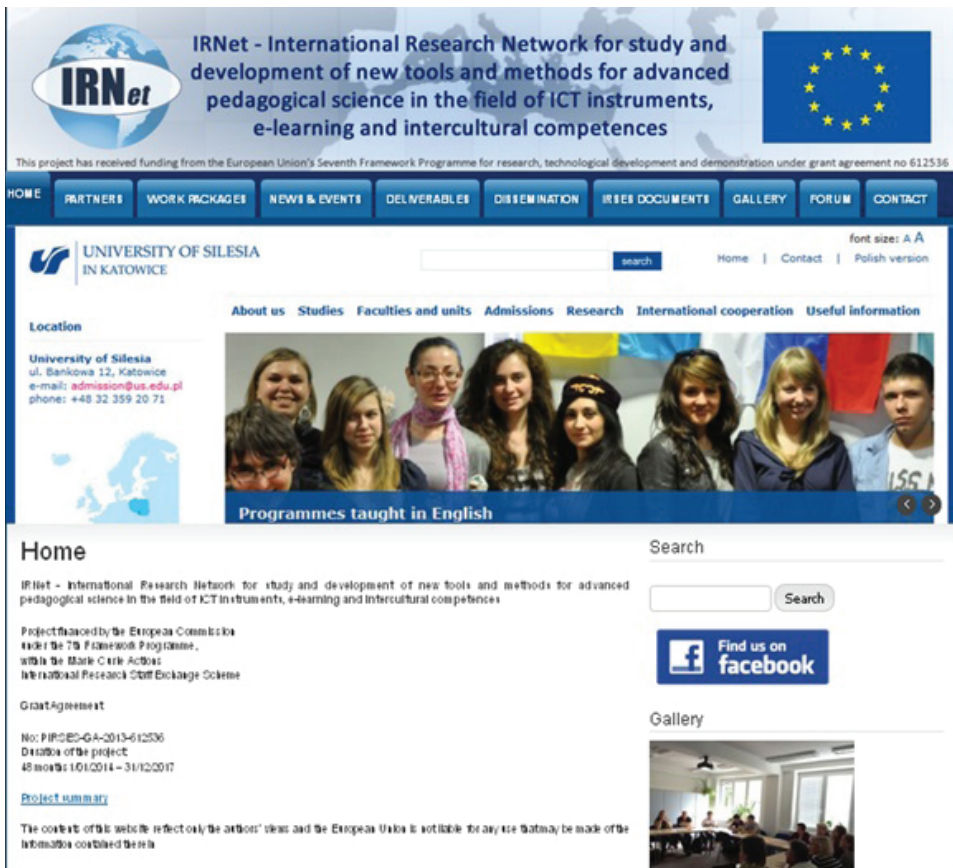 IRNet
IRNet - International Research Network for study and
development of new tools and methods for advanced
pedagogical science in the field of ICT instruments,
e-learning and intercultural competences
This project has received funding from the European Union's Seventh Framework Programme for research, technological development and demonstration under grant agreement no 612536
HOME PARTNERS WORK PACKAGES NEWS & EVENTS DELIVERABLES DISSEMINATION IRSES DOCUMENTS GALLERY FORUM CONTACT
UNIVERSITY OF SILESIA
IN KATOWICE
search
font size: A A
Home | Contact | Polish version
About us Studies Faculties and units Admissions Research International cooperation Useful information
Location
University of Silesia
ul. Bankowa 12, Katowice
e-mail: admission@us.edu.pl
phone: +48 32 359 20 71
Programmes taught in English
Home
IRNet - International Research Network for study and development of new tools and methods for advanced
pedagogical science in the field of ICT instruments, e-learning and intercultural competences
Project financed by the European Commission
under the 7th Framework Programme,
within the Marie Curie Actions
International Research Staff Exchange Scheme
Grant Agreement
No: PIRSES-GA-2013-612536
Duration of the project:
48 months 1/01/2014 – 31/12/2017
Project summary
The contents of this website reflect only the authors' views and the European Union is not liable for any use that may be made of the
information contained therein
Search
Search
Find us on
facebook
Gallery